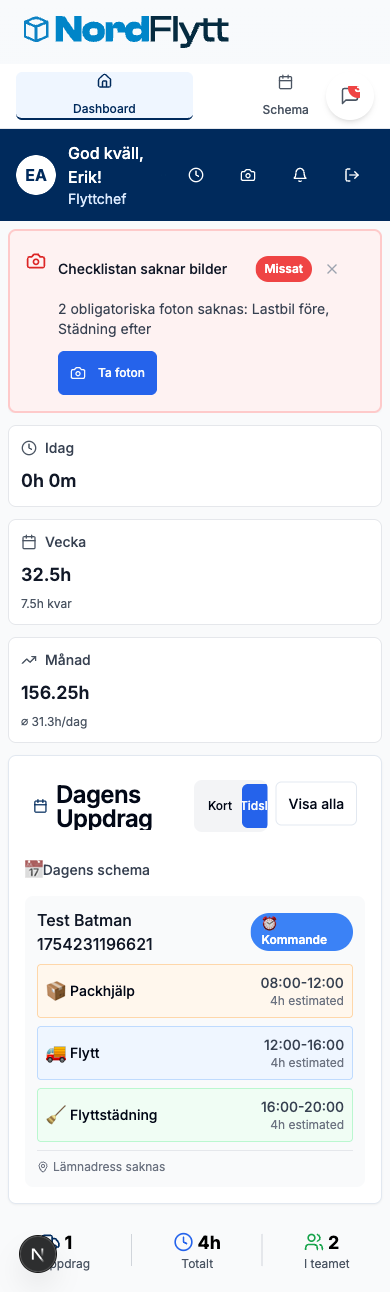 NordFlytt
Dashboard
Schema
EA
God kväll,
Erik!
Flyttchef
Checklistan saknar bilder
Missat
2 obligatoriska foton saknas: Lastbil före,
Städning efter
Ta foton
Idag
0h 0m
Vecka
32.5h
7.5h kvar
Månad
156.25h
⌀ 31.3h/dag
Dagens
Uppdrag
Kort
Visa alla
📅Dagens schema
Test Batman
1754231196621
⏰
Kommande
📦 Packhjälp
08:00-12:00
4h estimated
🚚 Flytt
12:00-16:00
4h estimated
🧹 Flyttstädning
16:00-20:00
4h estimated
Lämnadress saknas
1
4h
Totalt
2
I teamet
N